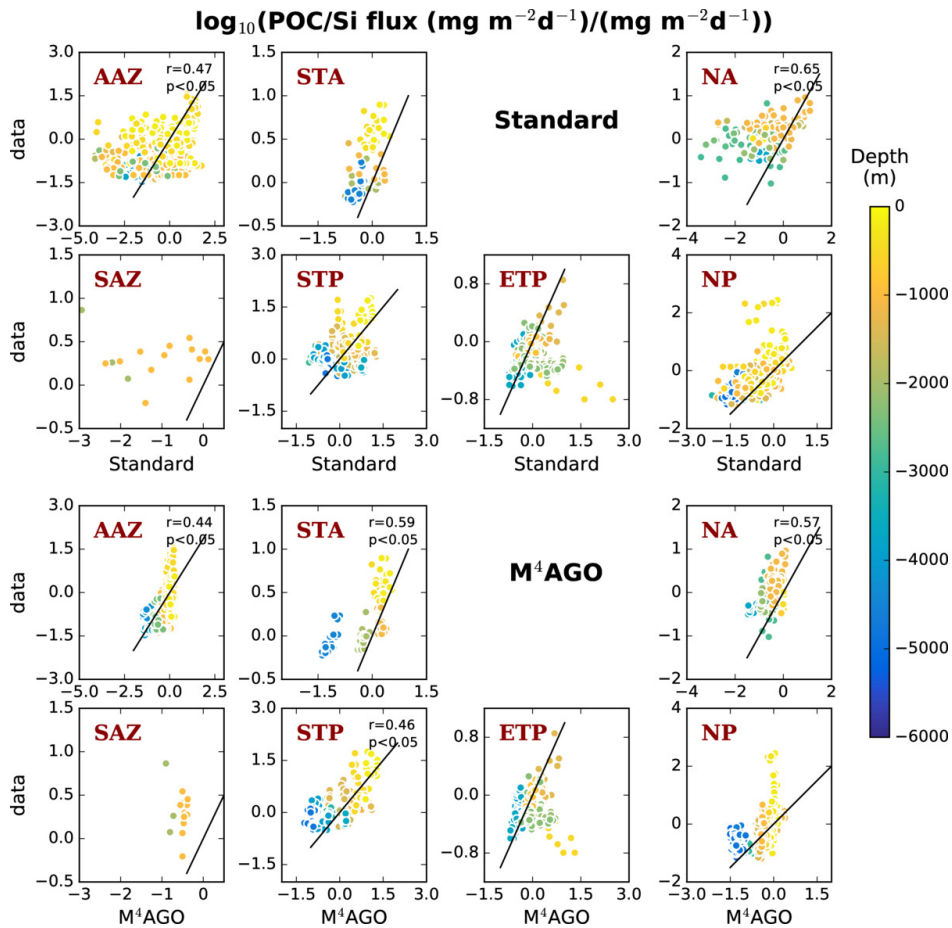 log₁₀(POC/Si flux (mg m⁻²d⁻¹)/(mg m⁻²d⁻¹))
AAZ
r=0.47
p<0.05
data
3.0
1.5
0.0
−1.5
−3.0
−5.0
−2.5
0.0
2.5
STA
1.5
1.0
0.5
0.0
−0.5
−1.5
0.0
1.5
Standard
NA
r=0.65
p<0.05
2
1
0
−1
−2
−4
−2
0
2
SAZ
data
1.5
1.0
0.5
0.0
−0.5
−3
−2
−1
0
Standard
STP
3.0
1.5
0.0
−1.5
−3.0
−1.5
0.0
1.5
3.0
Standard
ETP
0.8
0.0
−0.8
−1.5
0.0
1.5
3.0
Standard
NP
4
2
0
−2
−3.0
−1.5
0.0
1.5
Standard
Depth
(m)
0
−1000
−2000
−3000
−4000
−5000
−6000
AAZ
r=0.44
p<0.05
data
3.0
1.5
0.0
−1.5
−3.0
−5.0
−2.5
0.0
2.5
STA
r=0.59
p<0.05
1.5
1.0
0.5
0.0
−0.5
−1.5
0.0
1.5
M⁴AGO
NA
r=0.57
p<0.05
2
1
0
−1
−2
−4
−2
0
2
SAZ
data
1.5
1.0
0.5
0.0
−0.5
−3
−2
−1
0
M⁴AGO
STP
r=0.46
p<0.05
3.0
1.5
0.0
−1.5
−3.0
−1.5
0.0
1.5
3.0
M⁴AGO
ETP
0.8
0.0
−0.8
−1.5
0.0
1.5
3.0
M⁴AGO
NP
4
2
0
−2
−3.0
−1.5
0.0
1.5
M⁴AGO